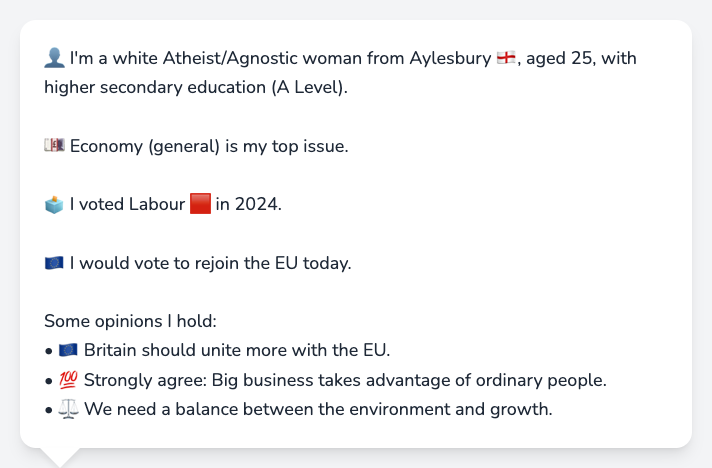 👤 I'm a white Atheist/Agnostic woman from Aylesbury 🏴󠁧󠁢󠁥󠁮󠁧󠁿, aged 25, with
higher secondary education (A Level).
💷 Economy (general) is my top issue.
🗳️ I voted Labour 🟥 in 2024.
🇪🇺 I would vote to rejoin the EU today.
Some opinions I hold:
• 🇪🇺 Britain should unite more with the EU.
• 💯 Strongly agree: Big business takes advantage of ordinary people.
• ⚖️ We need a balance between the environment and growth.